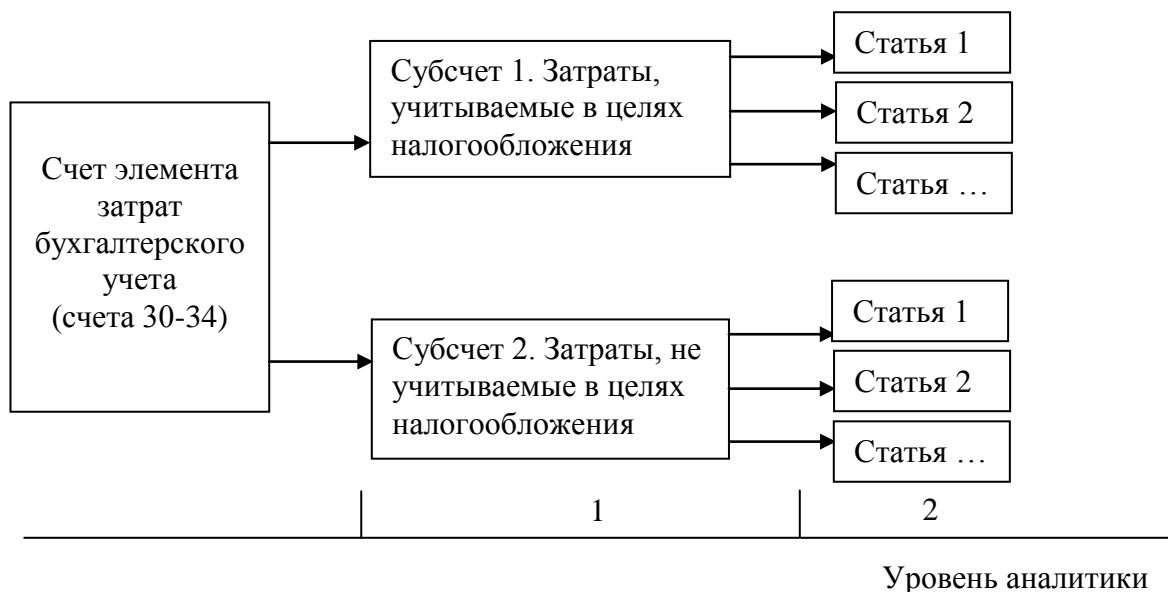 Счет элемента
затрат
бухгалтерского
учета
(счета 30-34)
Субсчет 1. Затраты,
учитываемые в целях
налогообложения
Статья 1
Статья 2
Статья …
Субсчет 2. Затраты, не
учитываемые в целях
налогообложения
Статья 1
Статья 2
Статья …
1
2
Уровень аналитики